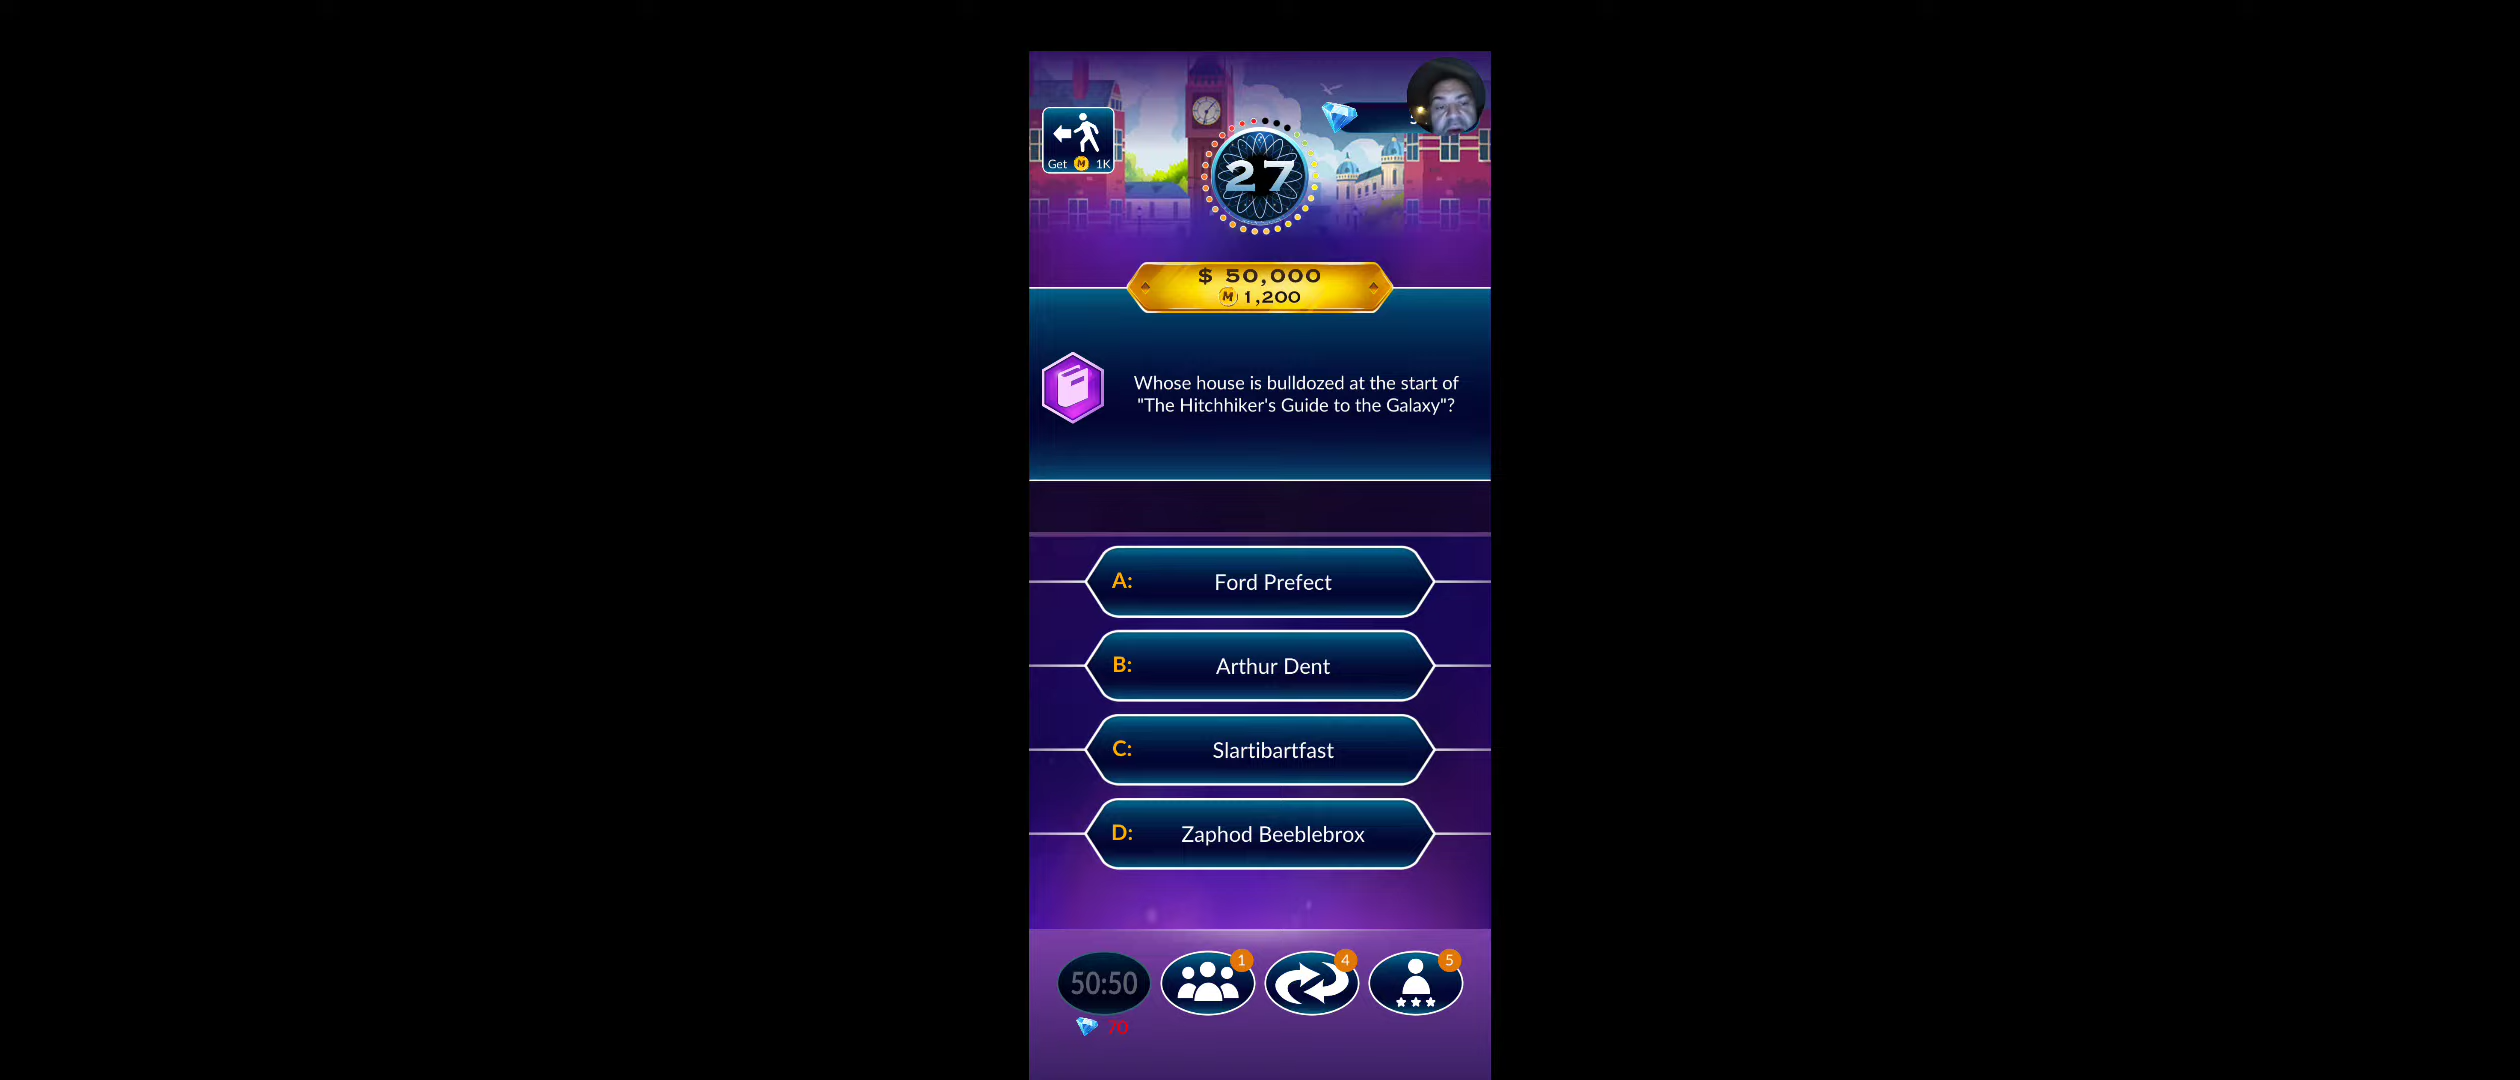 Get M 1K
27
$ 50,000
M 1,200
Whose house is bulldozed at the start of
"The Hitchhiker's Guide to the Galaxy"?
A: Ford Prefect
B: Arthur Dent
C: Slartibartfast
D: Zaphod Beeblebrox
50:50
1
4
5
70